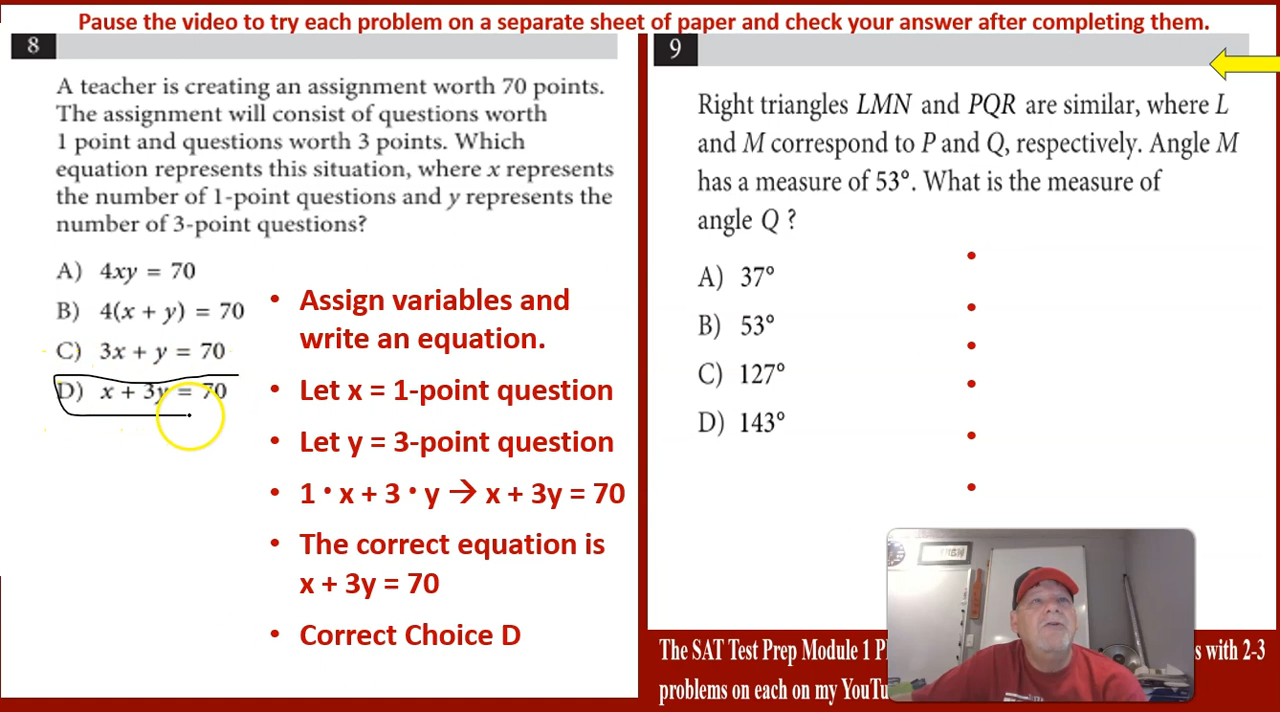 Pause the video to try each problem on a separate sheet of paper and check your answer after completing them.
8
A teacher is creating an assignment worth 70 points.
The assignment will consist of questions worth
1 point and questions worth 3 points. Which
equation represents this situation, where x represents
the number of 1-point questions and y represents the
number of 3-point questions?
A) 4xy = 70
B) 4(x + y) = 70
C) 3x + y = 70
D) x + 3y = 70
• Assign variables and
write an equation.
• Let x = 1-point question
• Let y = 3-point question
• 1 · x + 3 · y → x + 3y = 70
• The correct equation is
x + 3y = 70
• Correct Choice D
9
Right triangles LMN and PQR are similar, where L
and M correspond to P and Q, respectively. Angle M
has a measure of 53°. What is the measure of
angle Q ?
A) 37°
B) 53°
C) 127°
D) 143°
The SAT Test Prep Module 1 s with 2-3
problems on each on my